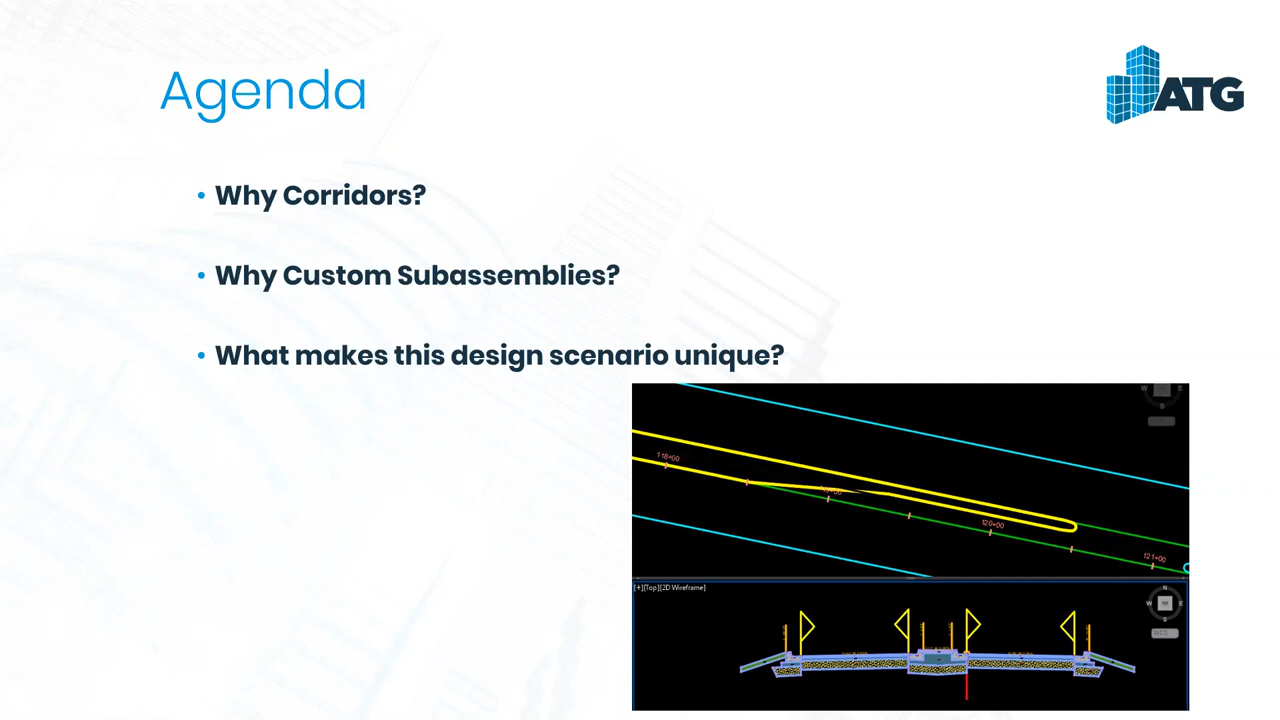 Agenda
ATG
• Why Corridors?
• Why Custom Subassemblies?
• What makes this design scenario unique?
W E
S
118+00
120+00
121+00
[+][Top][2D Wireframe]
N
W E
S
WCS